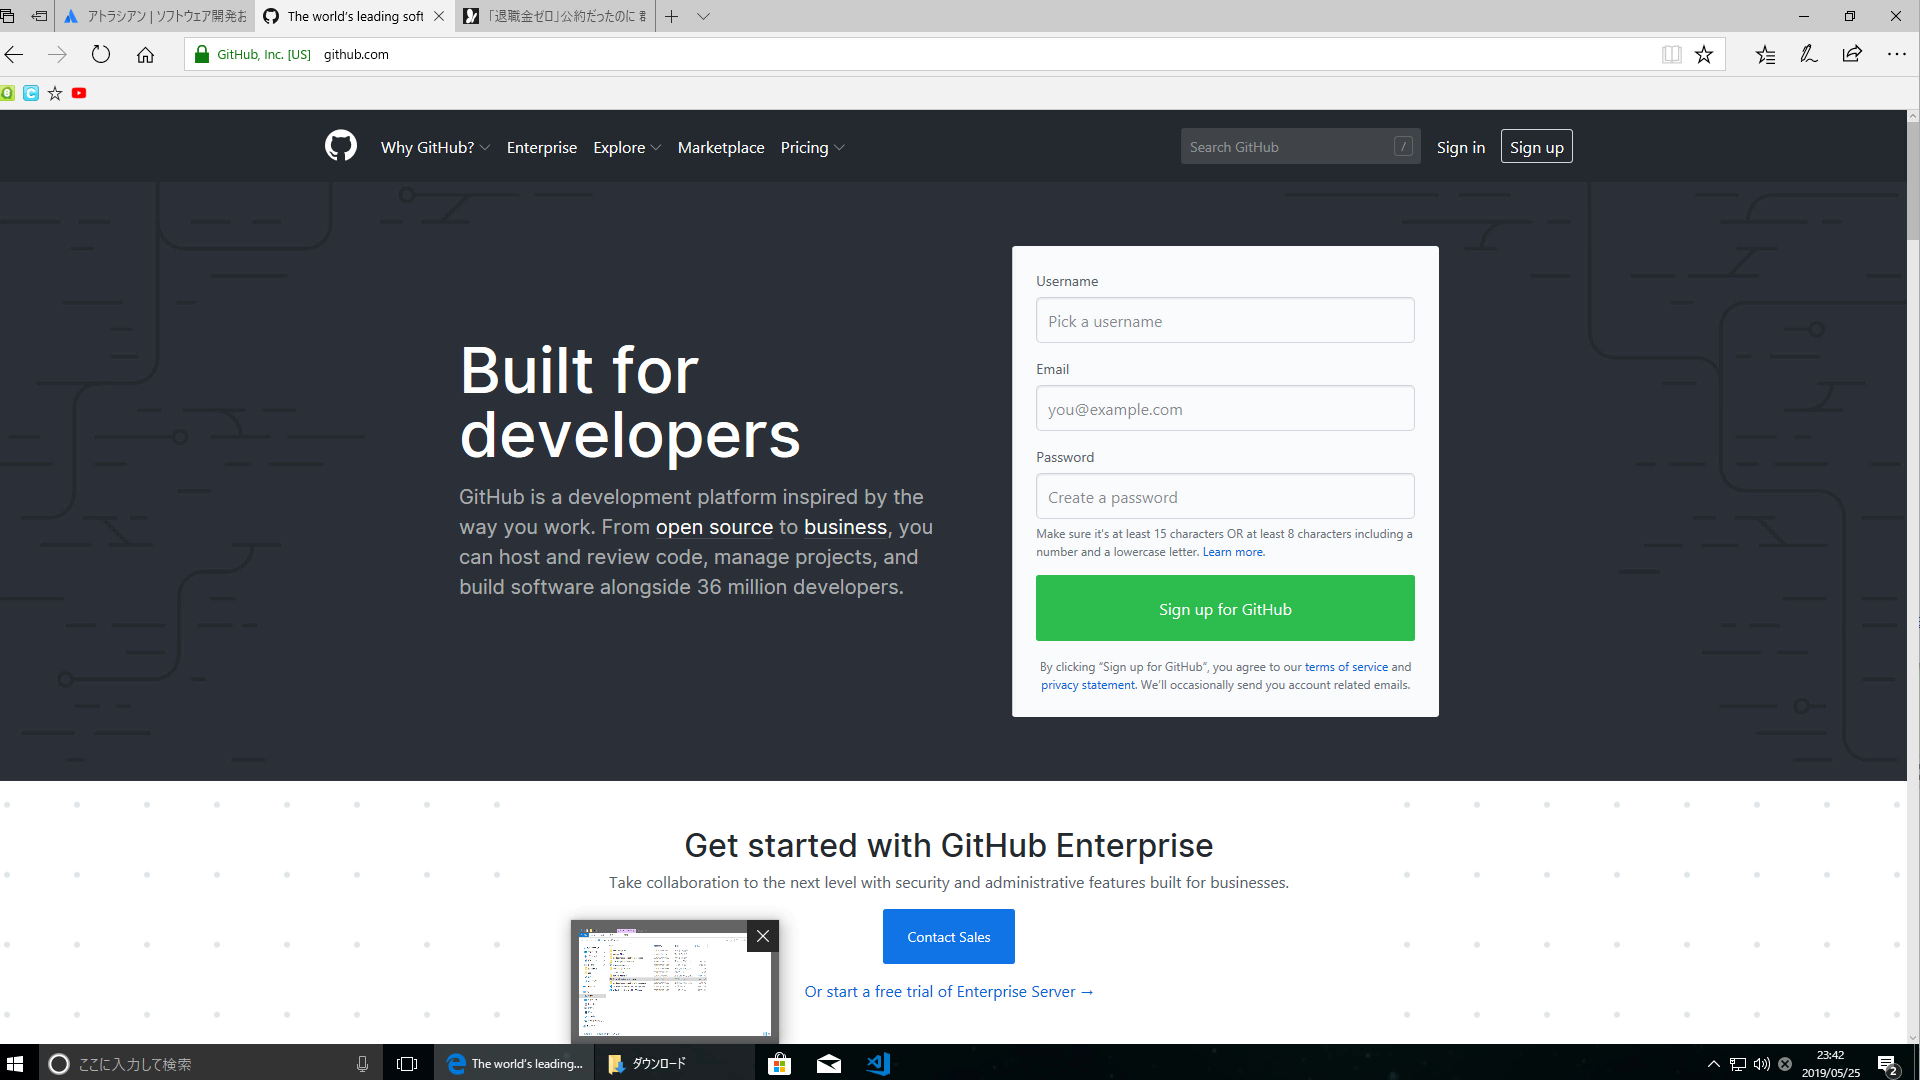 アトラシアン | ソフトウェア開発お
The world's leading soft
「退職金ゼロ」公約だったのに 君
GitHub, Inc. [US]
github.com
Why GitHub?
Enterprise
Explore
Marketplace
Pricing
Search GitHub
/
Sign in
Sign up
Built for
developers
GitHub is a development platform inspired by the
way you work. From open source to business, you
can host and review code, manage projects, and
build software alongside 36 million developers.
Username
Pick a username
Email
you@example.com
Password
Create a password
Make sure it's at least 15 characters OR at least 8 characters including a
number and a lowercase letter. Learn more.
Sign up for GitHub
By clicking “Sign up for GitHub”, you agree to our terms of service and
privacy statement. We’ll occasionally send you account related emails.
Get started with GitHub Enterprise
Take collaboration to the next level with security and administrative features built for businesses.
Contact Sales
Or start a free trial of Enterprise Server →
ここに入力して検索
The world's leading...
ダウンロード
23:42
2019/05/25
2